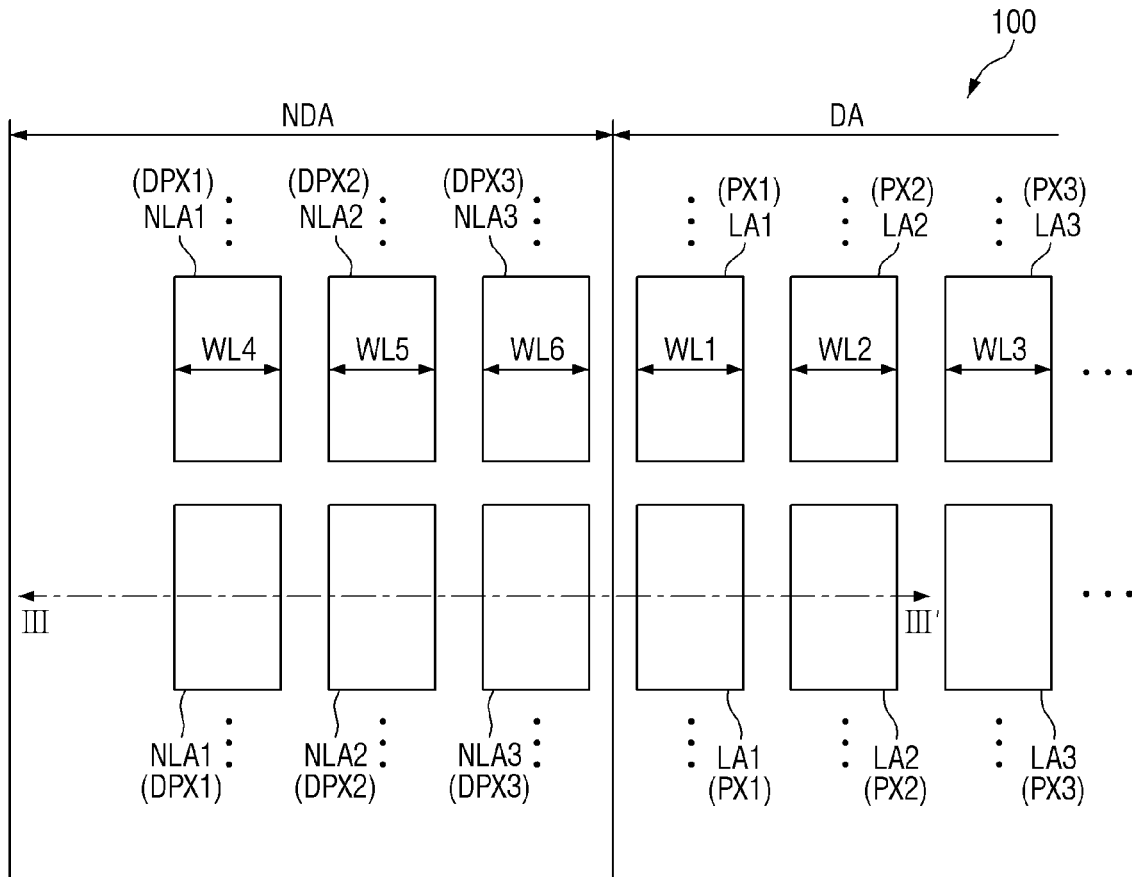 100
NDA DA
(DPX1) (DPX2) (DPX3) (PX1) (PX2) (PX3)
NLA1 NLA2 NLA3 LA1 LA2 LA3
WL4 WL5 WL6 WL1 WL2 WL3
III III'
NLA1 NLA2 NLA3 LA1 LA2 LA3
(DPX1) (DPX2) (DPX3) (PX1) (PX2) (PX3)